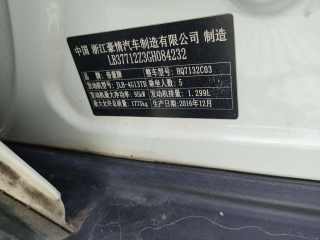 中国 浙江豪情汽车制造有限公司 制造
LB37712Z3GH084232
品 牌: 帝豪牌 整车型号: HQ7132C03
发动机型号: JLB-4G13TB 乘坐人数: 5
发动机最大净功率: 95kW 发动机排量: 1.299L
最大允许总质量: 1773kg 生产日期: 2016年12月